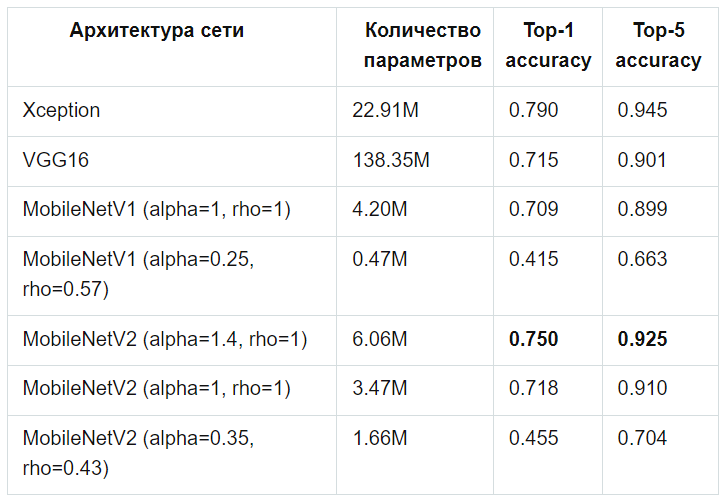 Архитектура сети Количество параметров Top-1 accuracy Top-5 accuracy
Xception 22.91M 0.790 0.945
VGG16 138.35M 0.715 0.901
MobileNetV1 (alpha=1, rho=1) 4.20M 0.709 0.899
MobileNetV1 (alpha=0.25, rho=0.57) 0.47M 0.415 0.663
MobileNetV2 (alpha=1.4, rho=1) 6.06M 0.750 0.925
MobileNetV2 (alpha=1, rho=1) 3.47M 0.718 0.910
MobileNetV2 (alpha=0.35, rho=0.43) 1.66M 0.455 0.704